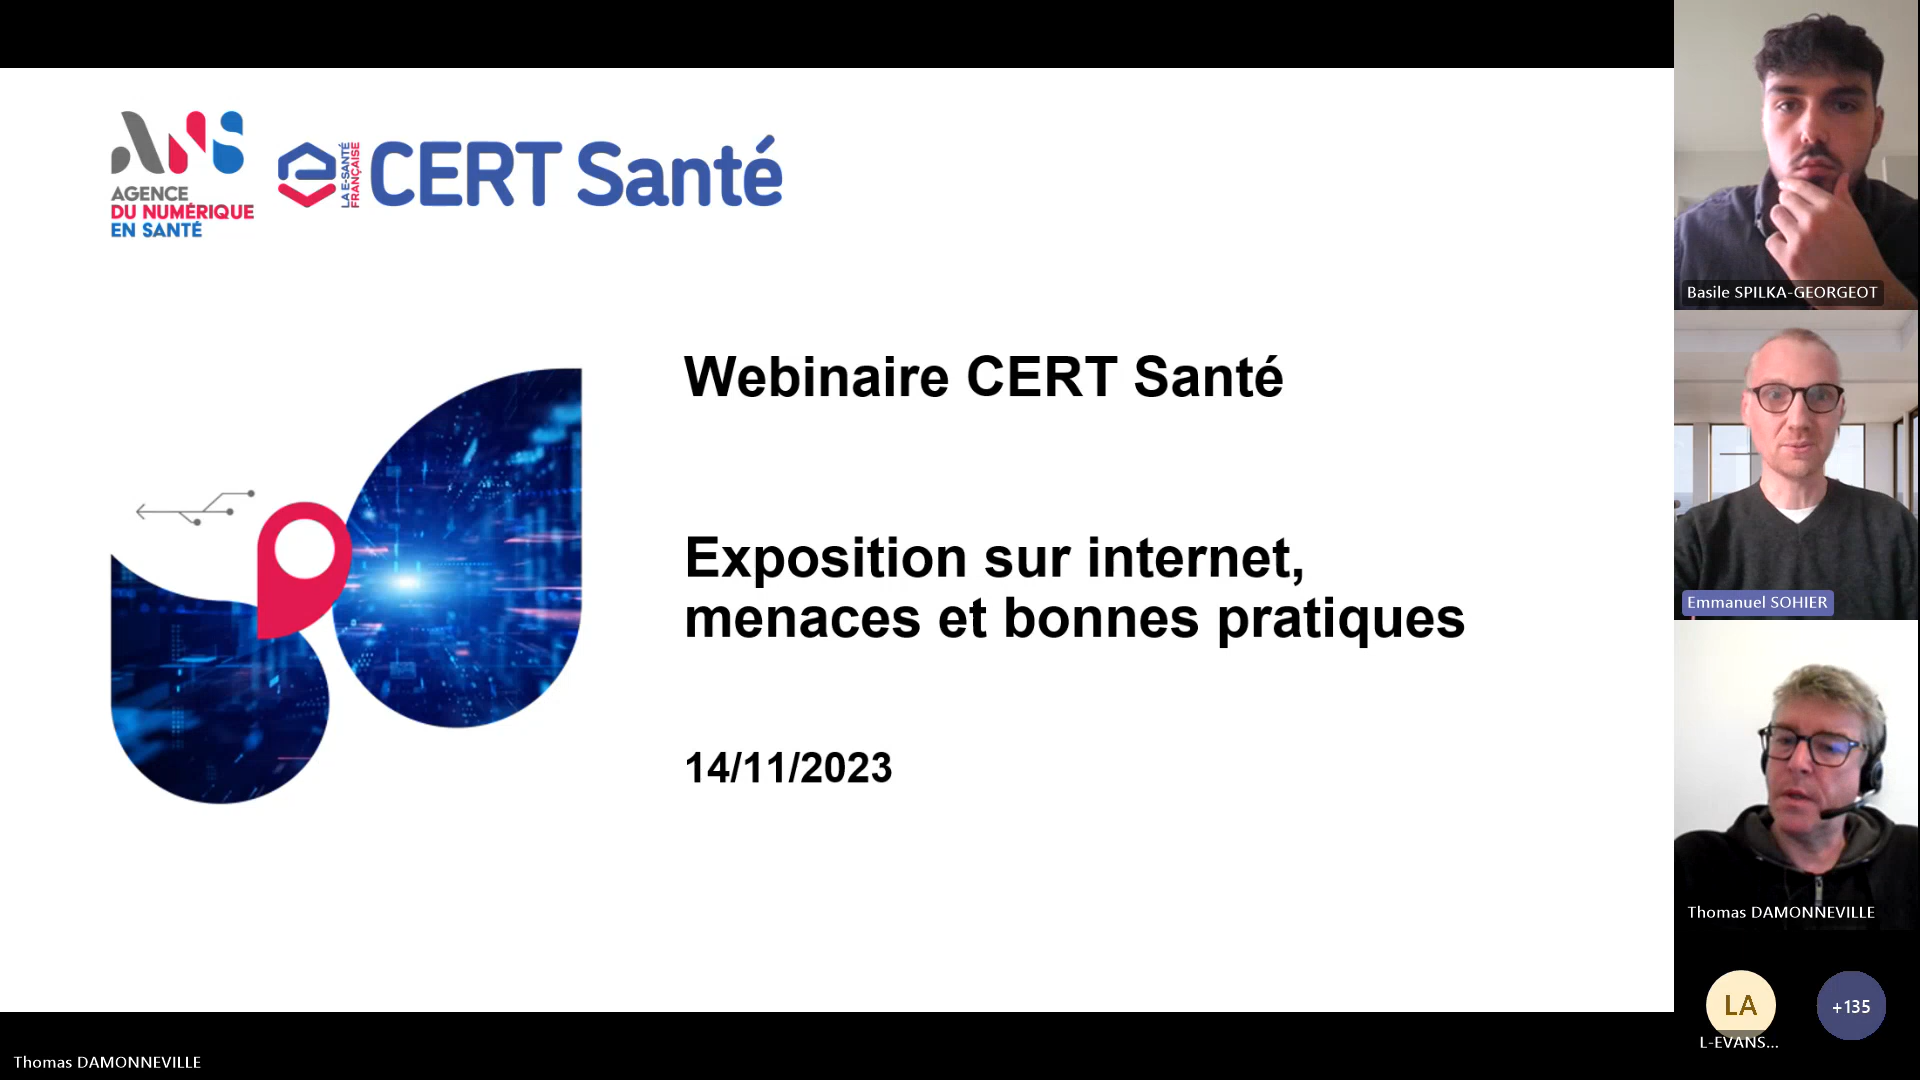 ANS
AGENCE
DU NUMÉRIQUE
EN SANTÉ
LA E-SANTÉ
FRANÇAISE
CERT Santé
Webinaire CERT Santé
Exposition sur internet,
menaces et bonnes pratiques
14/11/2023
Basile SPILKA-GEORGEOT
Emmanuel SOHIER
Thomas DAMONNEVILLE
LA
+135
L-EVANS...
Thomas DAMONNEVILLE